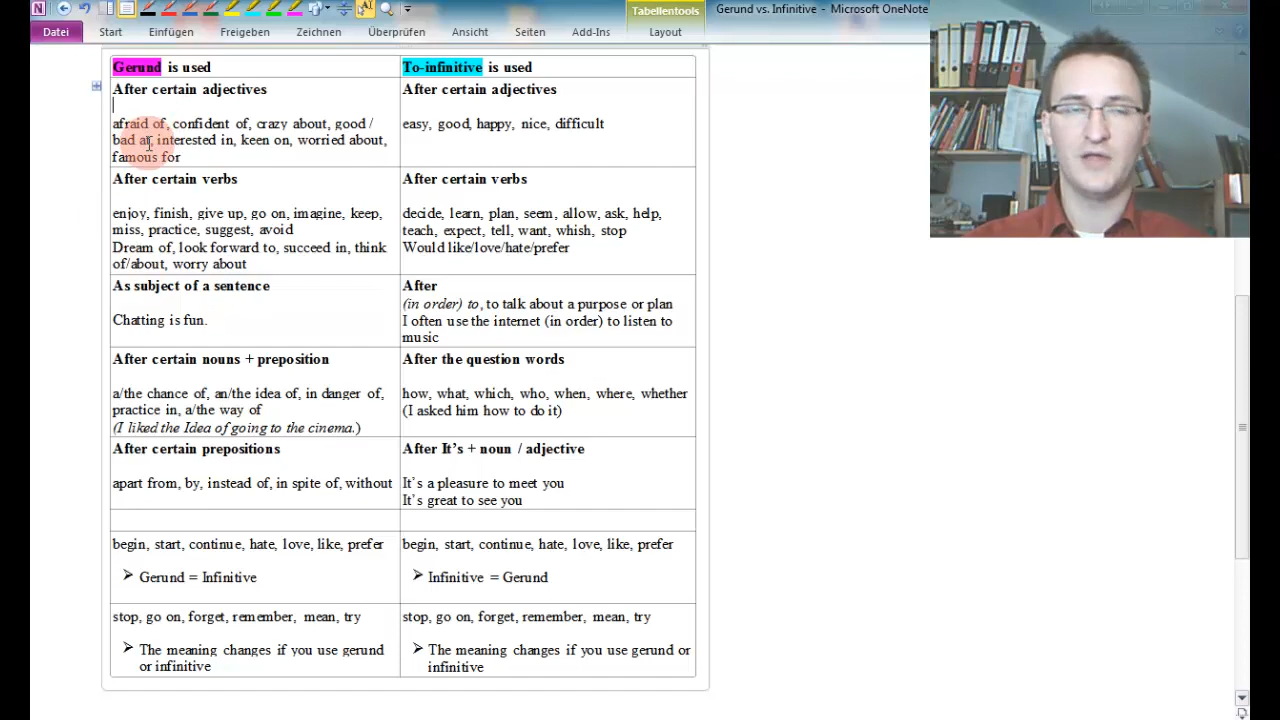 Tabellentools
Gerund vs. Infinitive - Microsoft OneNote
Datei Start Einfügen Freigeben Zeichnen Überprüfen Ansicht Seiten Add-Ins Layout
Gerund is used
To-infinitive is used
After certain adjectives
afraid of, confident of, crazy about, good /
bad at, interested in, keen on, worried about,
famous for
After certain adjectives
easy, good, happy, nice, difficult
After certain verbs
enjoy, finish, give up, go on, imagine, keep,
miss, practice, suggest, avoid
Dream of, look forward to, succeed in, think
of/about, worry about
After certain verbs
decide, learn, plan, seem, allow, ask, help,
teach, expect, tell, want, whish, stop
Would like/love/hate/prefer
As subject of a sentence
Chatting is fun.
After
(in order) to, to talk about a purpose or plan
I often use the internet (in order) to listen to
music
After certain nouns + preposition
a/the chance of, an/the idea of, in danger of,
practice in, a/the way of
(I liked the Idea of going to the cinema.)
After the question words
how, what, which, who, when, where, whether
(I asked him how to do it)
After certain prepositions
apart from, by, instead of, in spite of, without
After It's + noun / adjective
It's a pleasure to meet you
It's great to see you
begin, start, continue, hate, love, like, prefer
➢ Gerund = Infinitive
begin, start, continue, hate, love, like, prefer
➢ Infinitive = Gerund
stop, go on, forget, remember, mean, try
➢ The meaning changes if you use gerund
or infinitive
stop, go on, forget, remember, mean, try
➢ The meaning changes if you use gerund or
infinitive